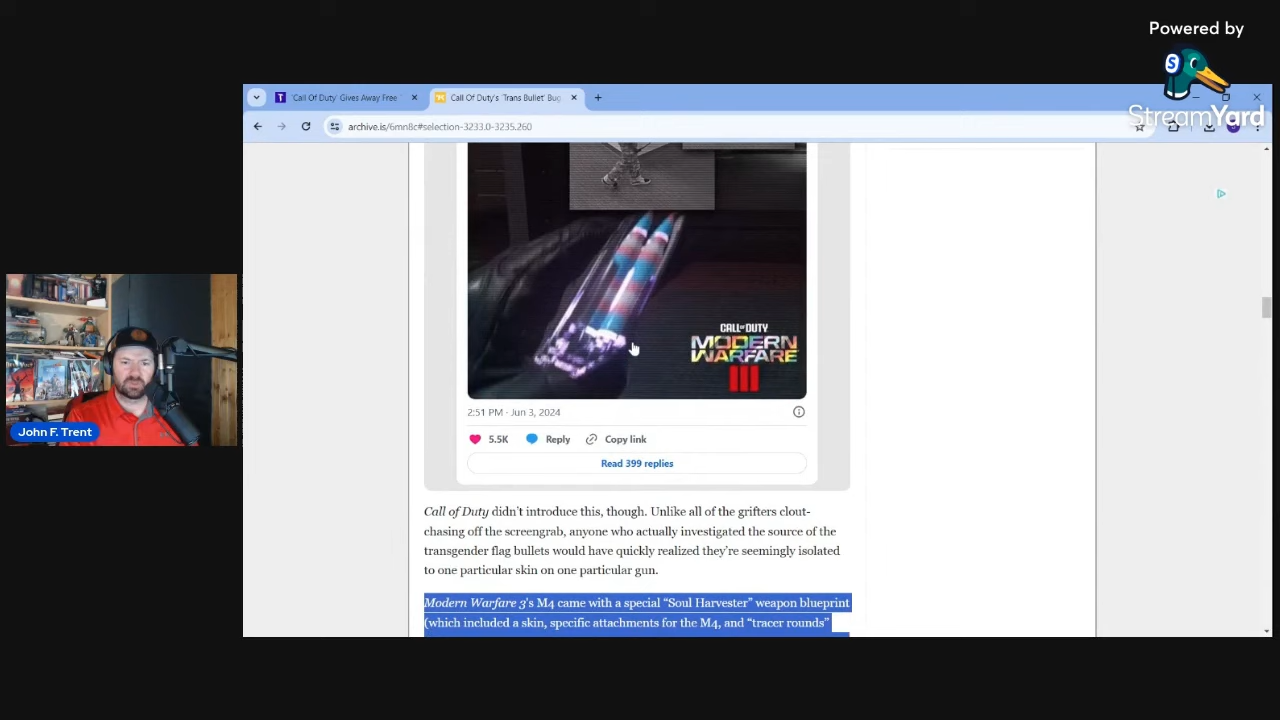 Powered by
S
StreamYard
T 'Call Of Duty' Gives Away Free
Call Of Duty's 'Trans Bullet' Bug
archive.is/6mn8c#selection-3233.0-3235.260
CALL OF DUTY
MODERN
WARFARE
III
2:51 PM · Jun 3, 2024
5.5K Reply Copy link
Read 399 replies
John F. Trent
Call of Duty didn't introduce this, though. Unlike all of the grifters clout-
chasing off the screengrab, anyone who actually investigated the source of the
transgender flag bullets would have quickly realized they're seemingly isolated
to one particular skin on one particular gun.
Modern Warfare 3's M4 came with a special “Soul Harvester” weapon blueprint
(which included a skin, specific attachments for the M4, and “tracer rounds”